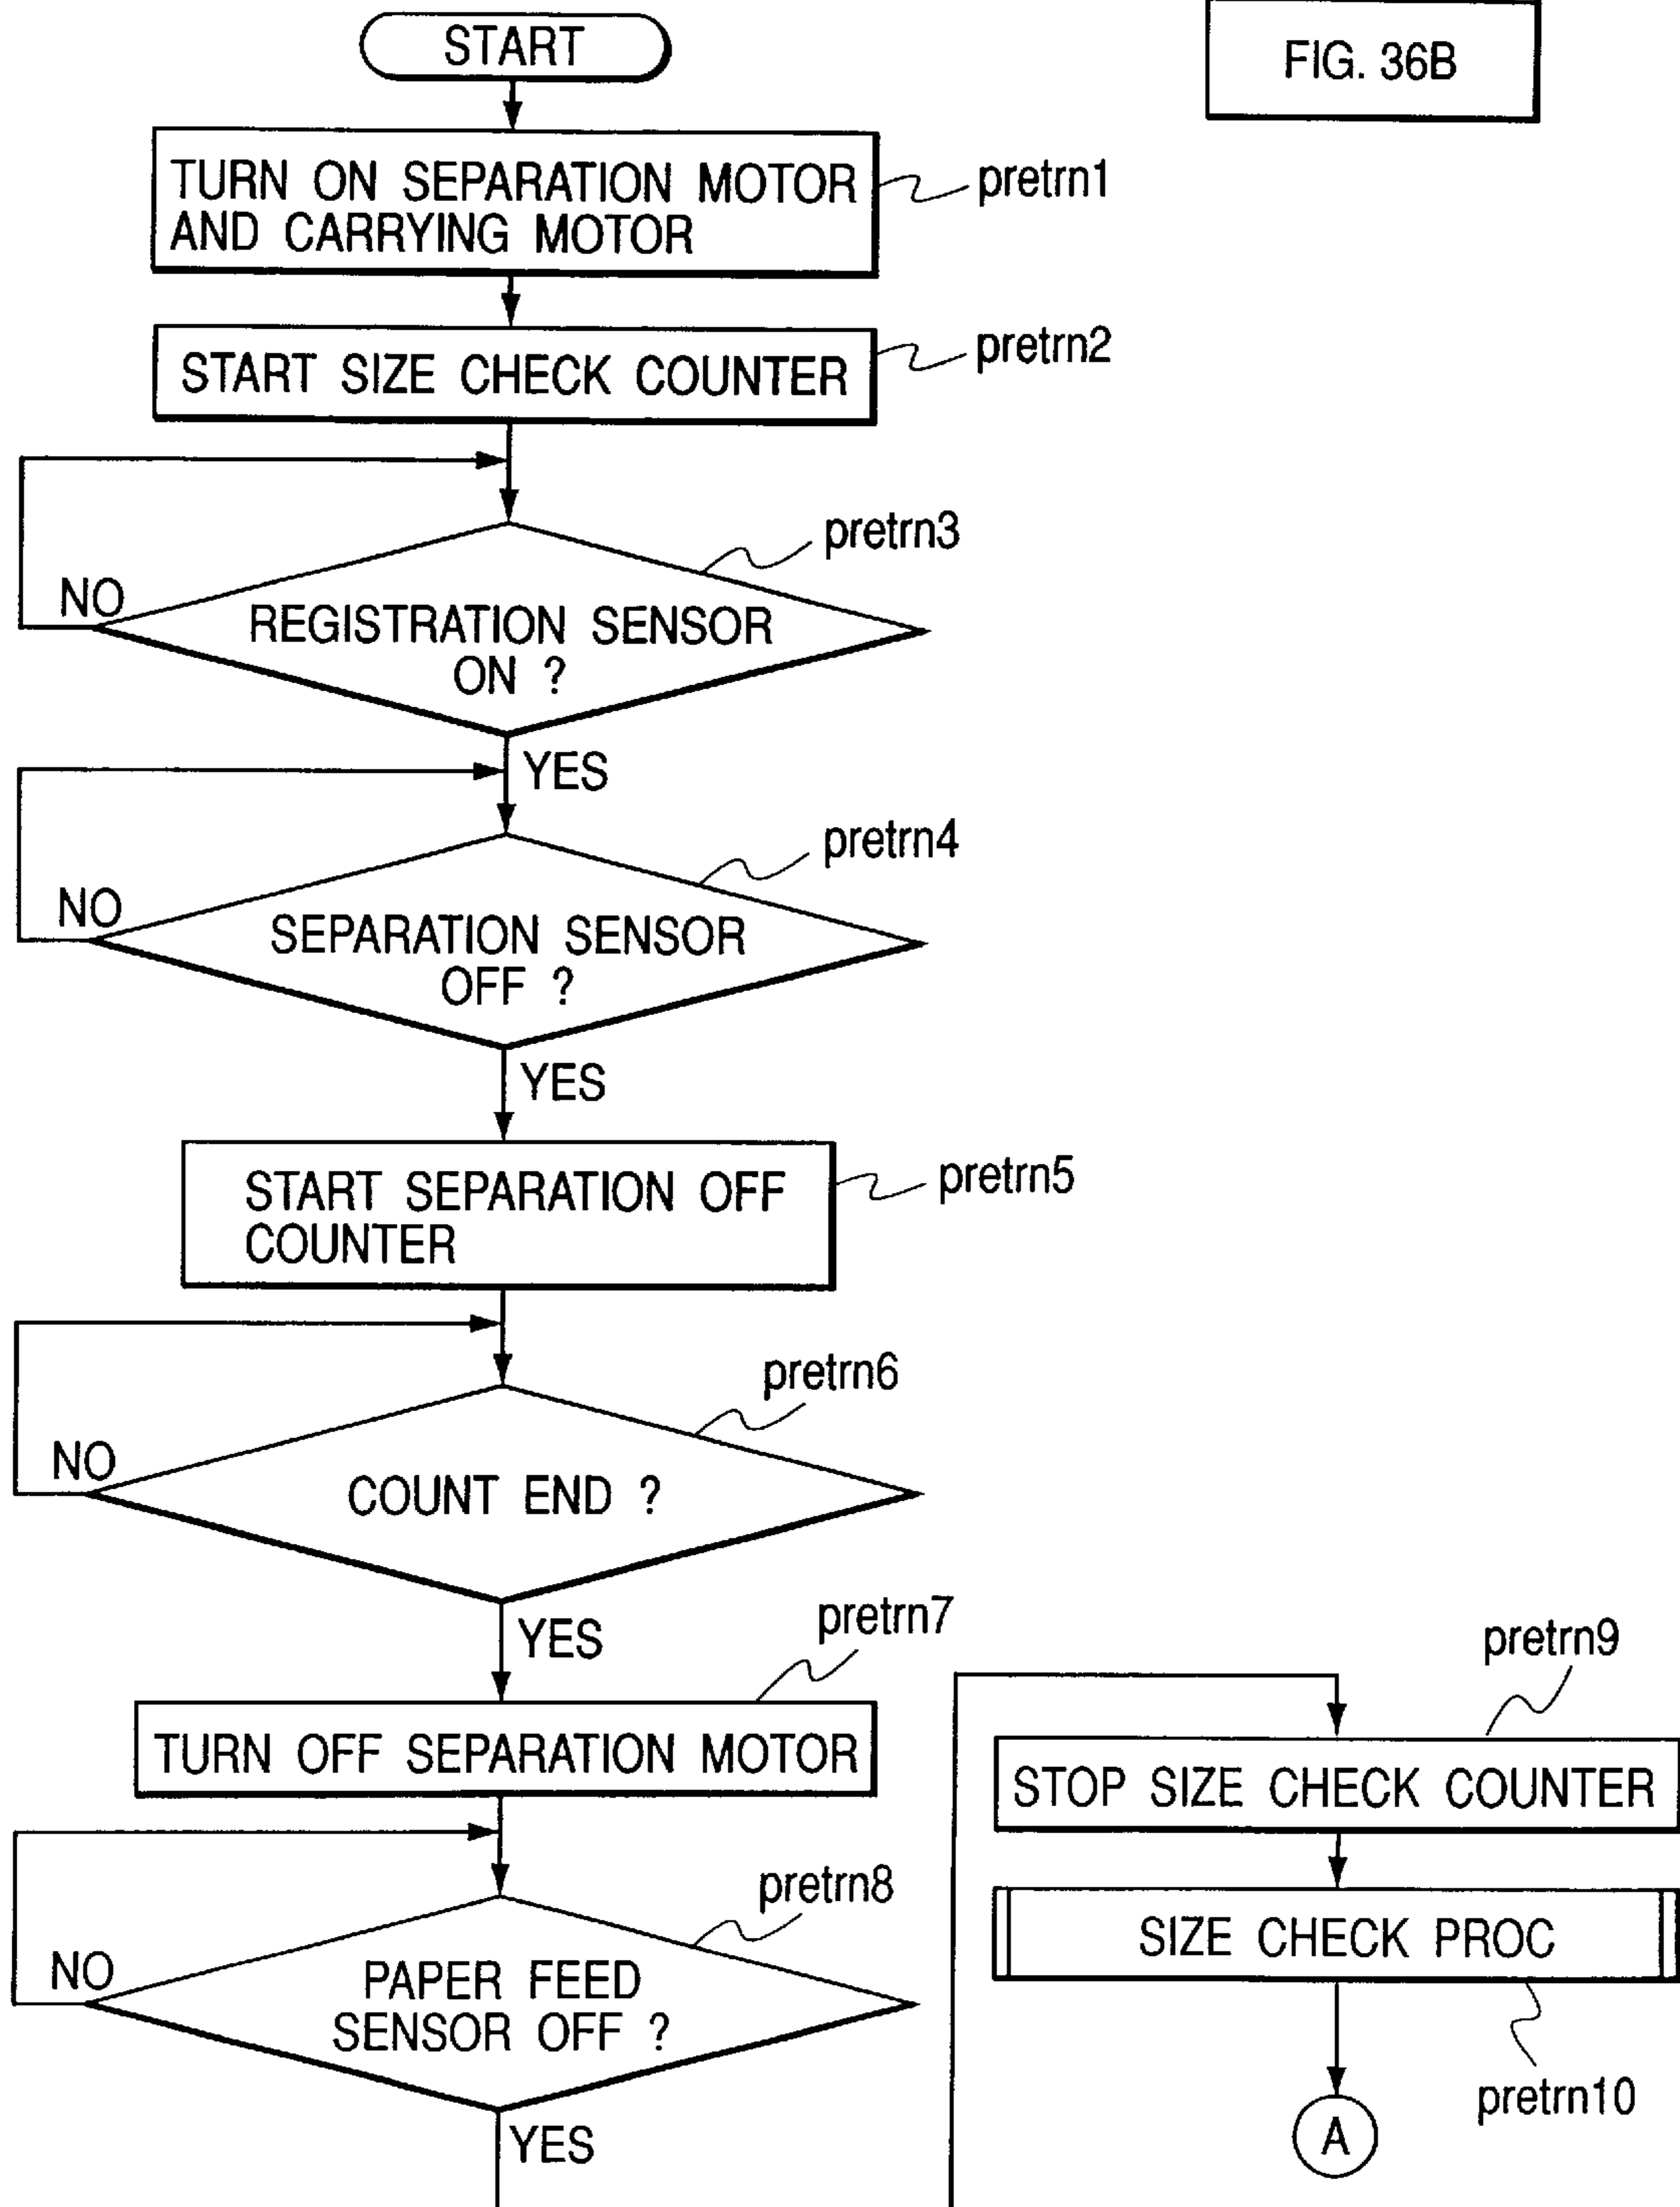 START
FIG. 36B
TURN ON SEPARATION MOTOR
AND CARRYING MOTOR
pretrn1
START SIZE CHECK COUNTER
pretrn2
pretrn3
NO
REGISTRATION SENSOR
ON ?
YES
pretrn4
NO
SEPARATION SENSOR
OFF ?
YES
START SEPARATION OFF
COUNTER
pretrn5
pretrn6
NO
COUNT END ?
YES
pretrn7
TURN OFF SEPARATION MOTOR
pretrn8
NO
PAPER FEED
SENSOR OFF ?
YES
pretrn9
STOP SIZE CHECK COUNTER
SIZE CHECK PROC
pretrn10
A